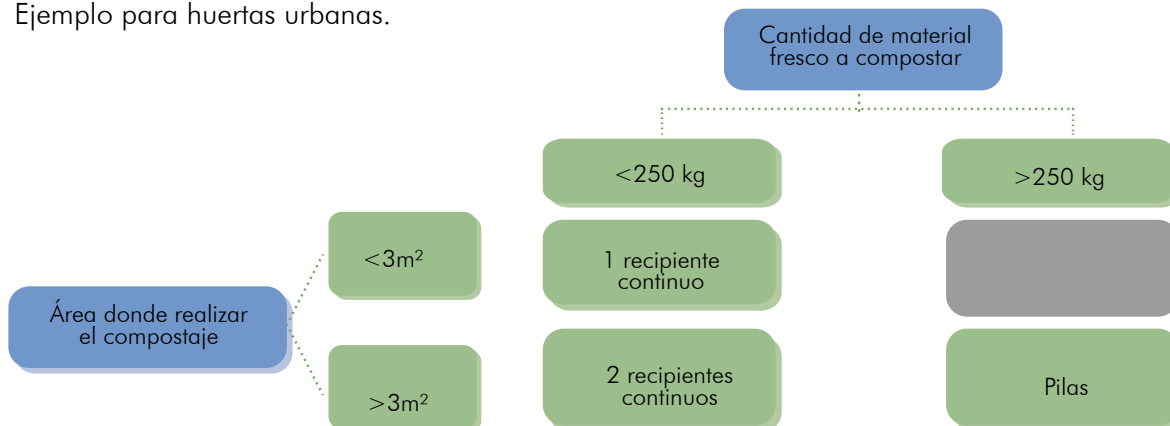 Ejemplo para huertas urbanas.
Cantidad de material
fresco a compostar
<250 kg
>250 kg
<3m²
1 recipiente
continuo
Área donde realizar
el compostaje
>3m²
2 recipientes
continuos
Pilas